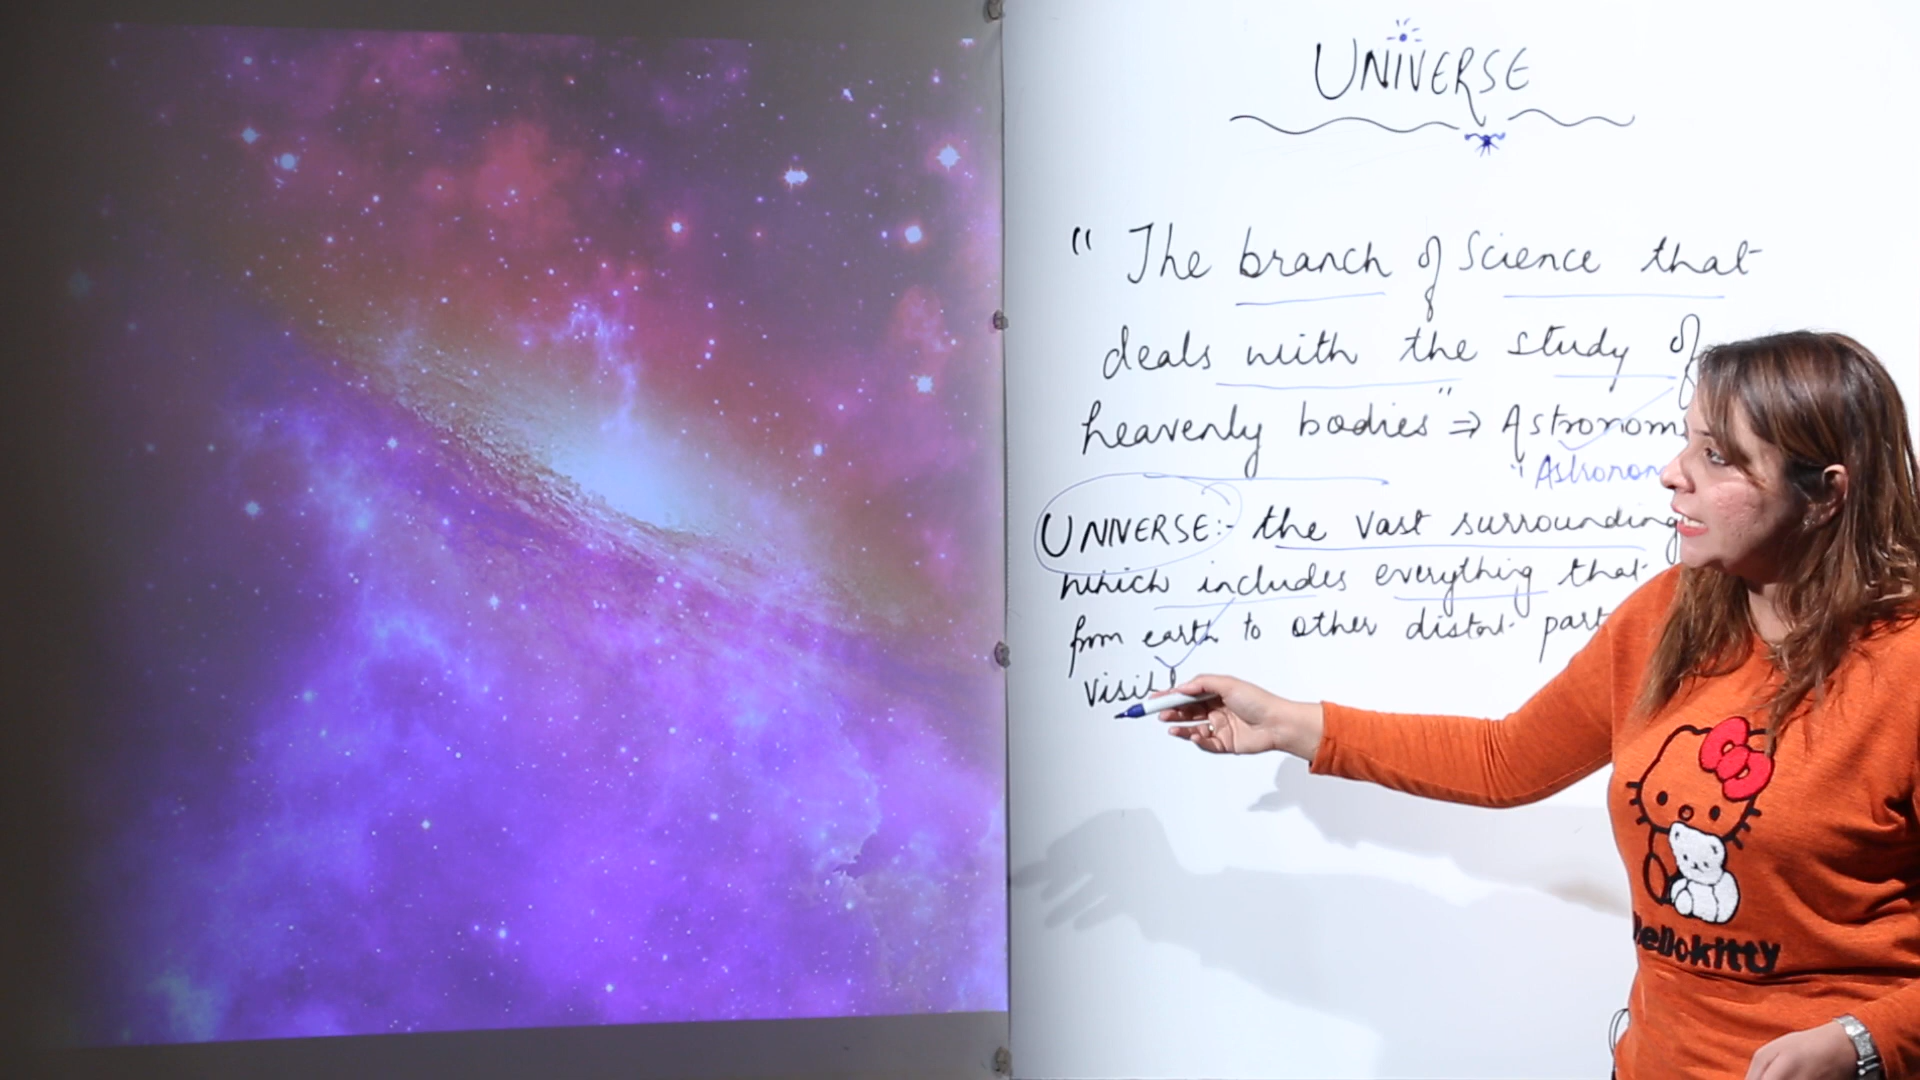 UNIVERSE
" The branch of Science that
deals with the study of
heavenly bodies" ⇒ Astronom
" Astronom
UNIVERSE:- the vast surrounding
which includes everything that
from earth to other distant part
visibl
HellOkitty